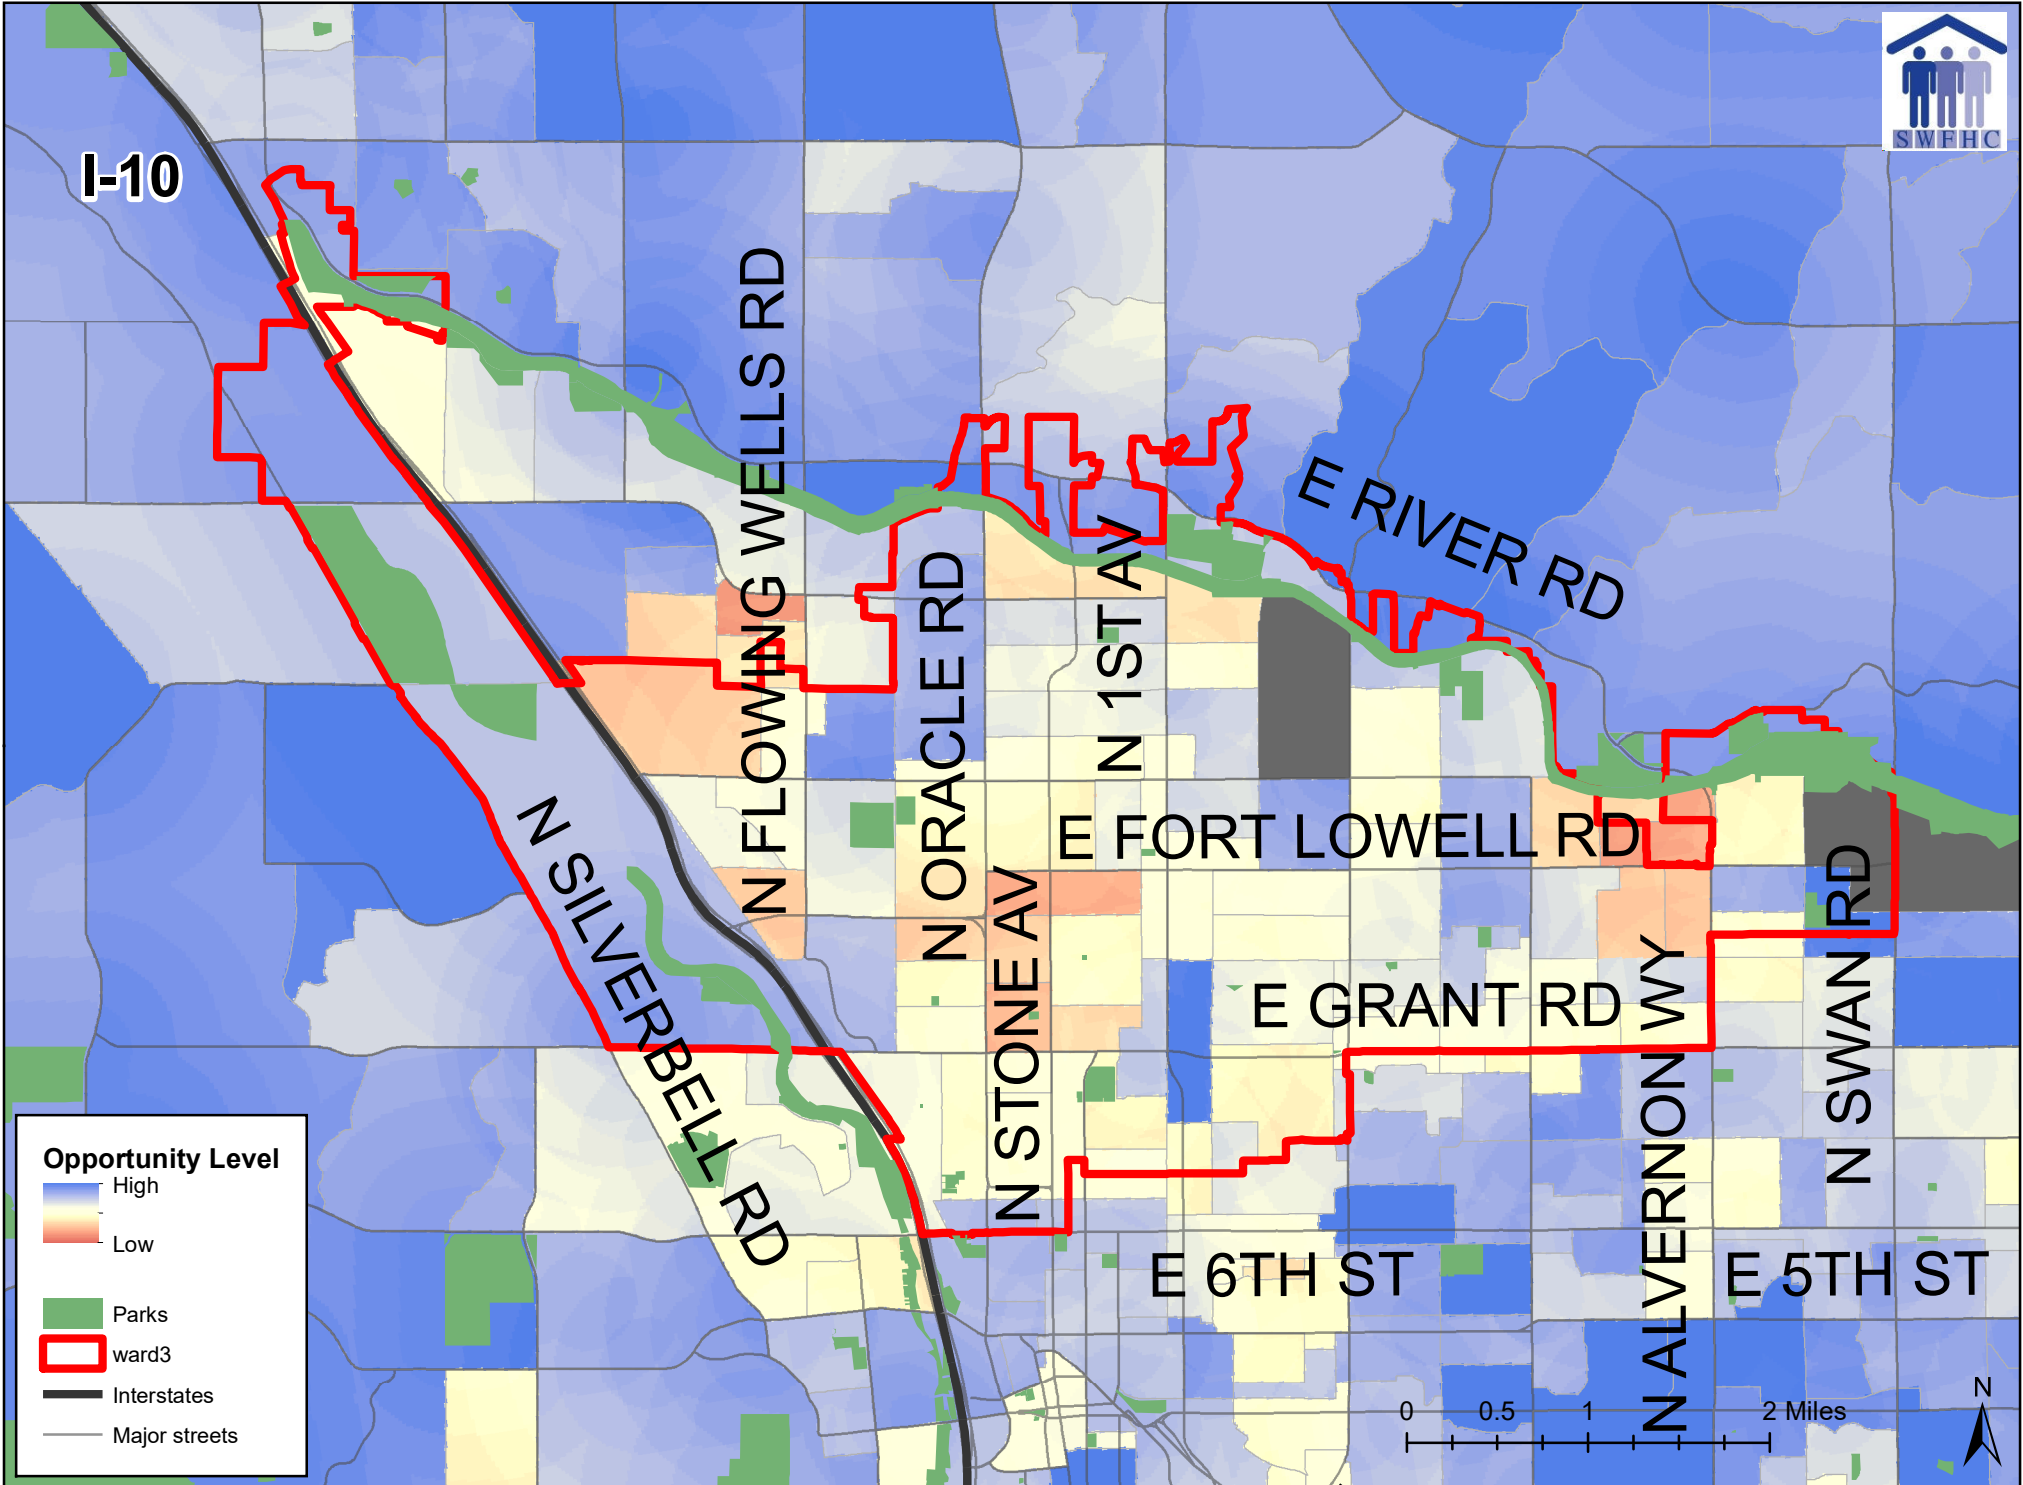 SWFHC
I-10
N FLOWING WELLS RD
E RIVER RD
N ORACLE RD
N 1ST AV
E FORT LOWELL RD
N SILVERBELL RD
N STONE AV
E GRANT RD
N ALVERNON WY
N SWAN RD
E 6TH ST
E 5TH ST
Opportunity Level
High
Low
Parks
ward3
Interstates
Major streets
0 0.5 1 2 Miles
N